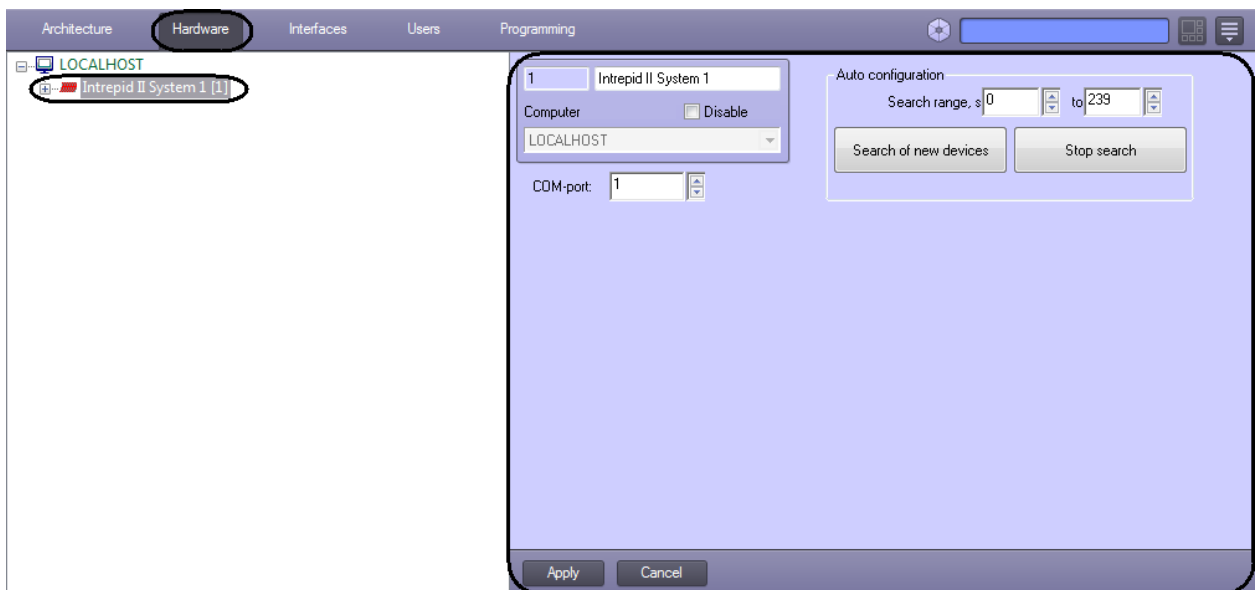 Architecture Hardware Interfaces Users Programming
LOCALHOST
Intrepid II System 1 [1]
1 Intrepid II System 1
Computer Disable
LOCALHOST
COM-port: 1
Auto configuration
Search range, s 0 to 239
Search of new devices Stop search
Apply Cancel